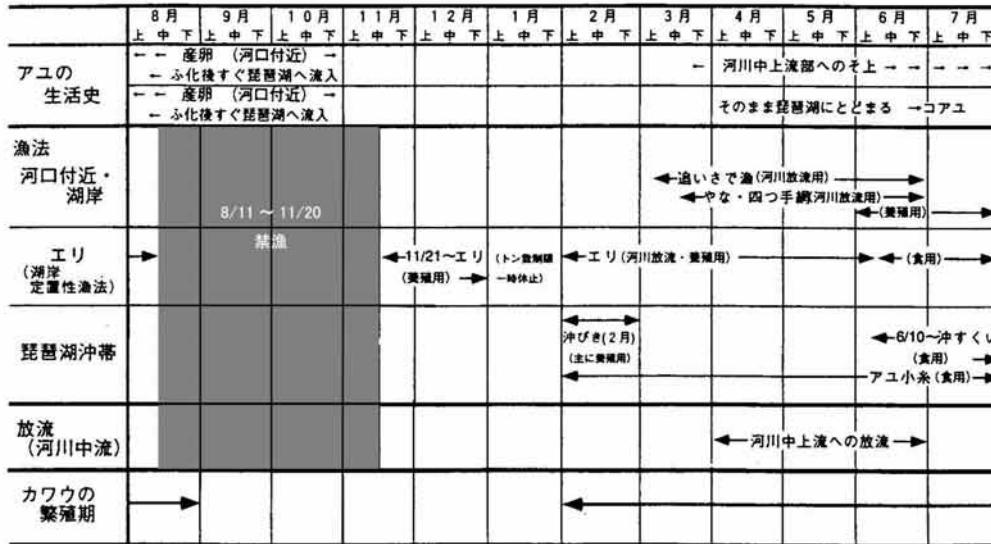 8月 9月 10月 11月 12月 1月 2月 3月 4月 5月 6月 7月
上 中 下 上 中 下 上 中 下 上 中 下 上 中 下 上 中 下 上 中 下 上 中 下 上 中 下 上 中 下 上 中 下 上 中 下
アユの
生活史
← ← 産卵 (河口付近) →
← ふ化後すぐ琵琶湖へ流入
← 河川中上流部へのそ上 → → → →
← ← 産卵 (河口付近) →
← ふ化後すぐ琵琶湖へ流入
そのまま琵琶湖にとどまる →コアユ
漁法
河口付近・
湖岸
追いさで漁(河川放流用)
やな・四つ手網(河川放流用)
(養殖用)
8/11 ~ 11/20
禁漁
エリ
(湖岸
定置性漁法)
11/21~エリ
(養殖用)
(トン数制限
一時休止)
エリ(河川放流・養殖用)
(食用)
琵琶湖沖帯
沖びき(2月)
(主に養殖用)
6/10~沖すくい
(食用)
アユ小糸(食用)
放流
(河川中流)
河川中上流への放流
カワウの
繁殖期